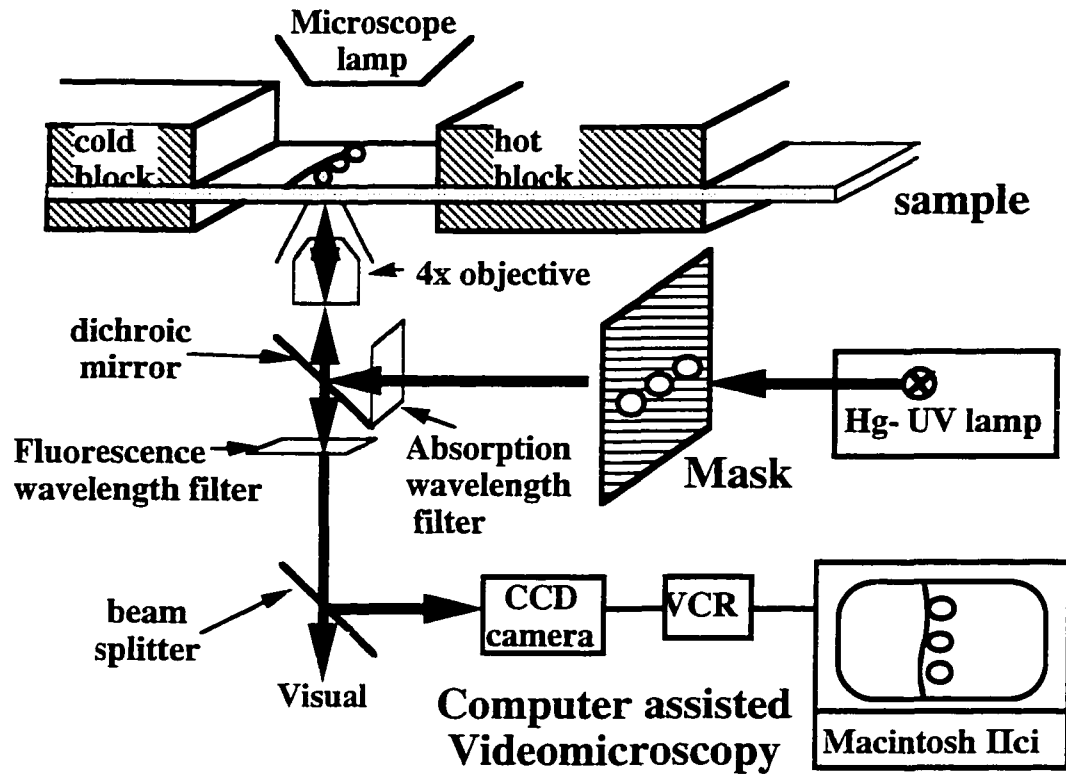 Microscope
lamp
cold
block
hot
block
sample
4x objective
dichroic
mirror
Fluorescence
wavelength filter
Absorption
wavelength
filter
Mask
Hg- UV lamp
beam
splitter
Visual
CCD
camera
VCR
Computer assisted
Videomicroscopy
Macintosh IIci